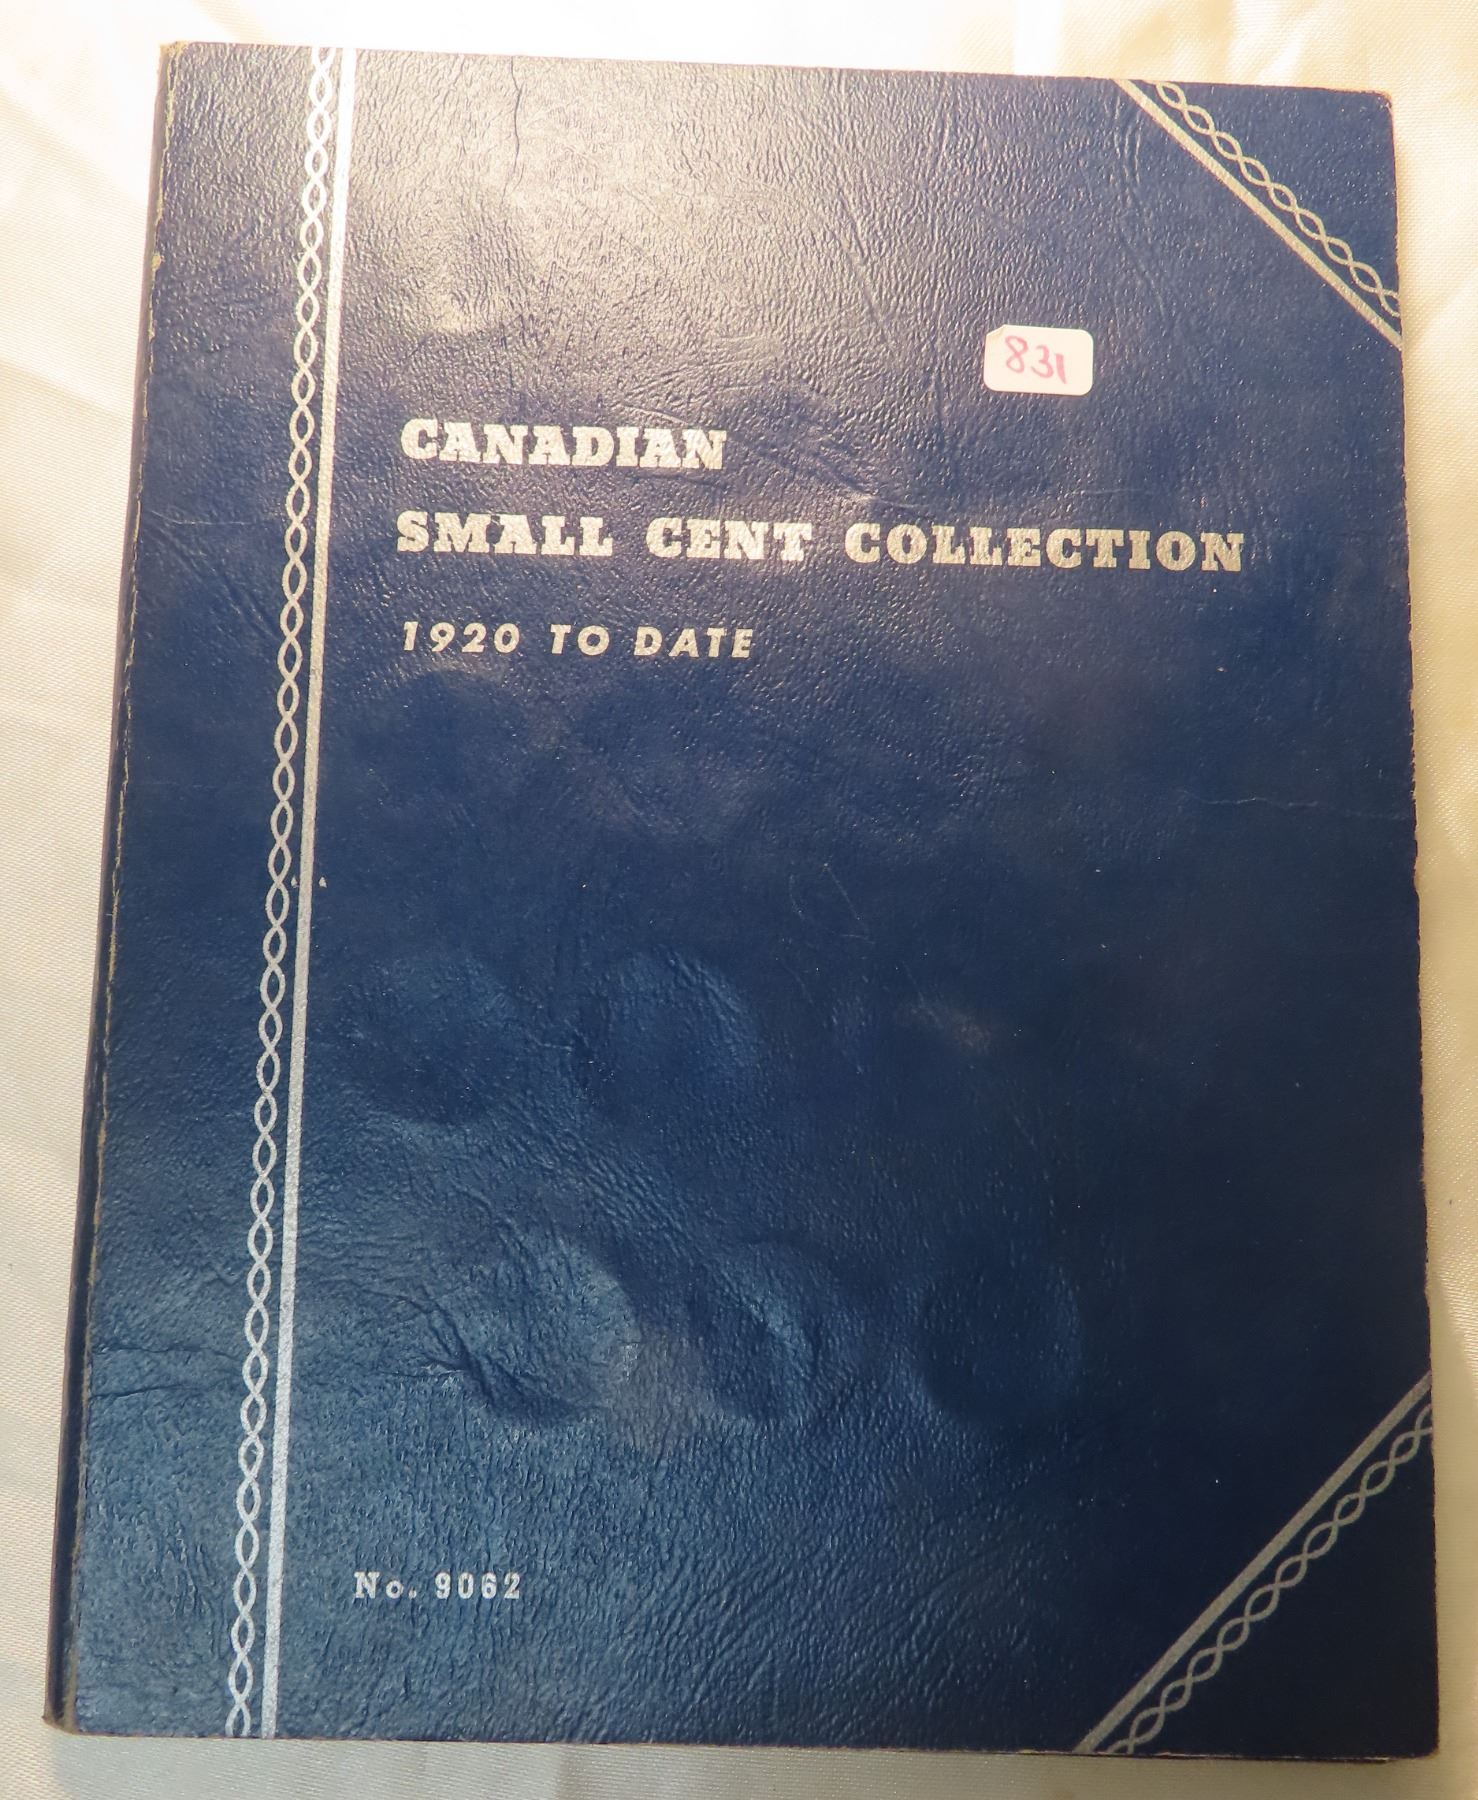 831
CANADIAN
SMALL CENT COLLECTION
1920 TO DATE
No. 9062